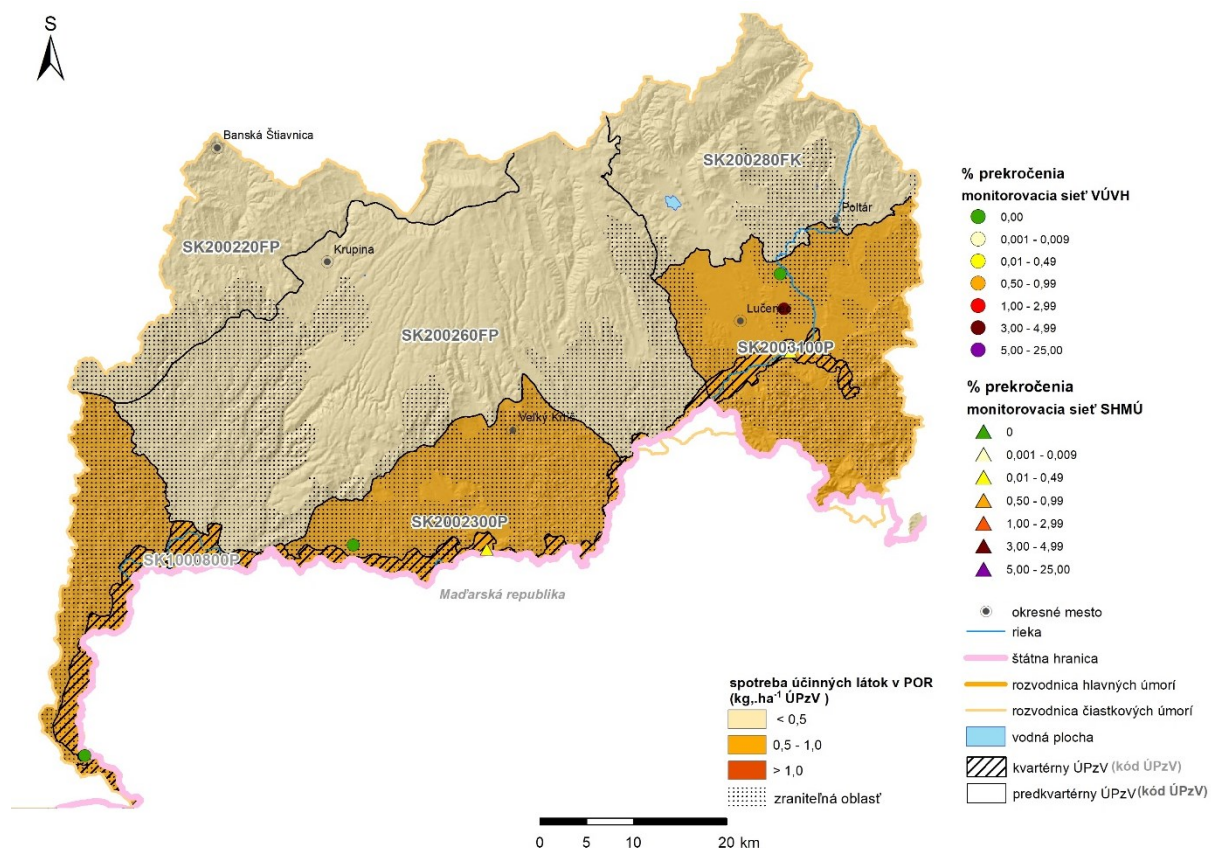 S
Banská Štiavnica
SK200280FK
Poltár
SK200220FP
Krupina
SK200260FP
SK2003100P
SK2002300P
SK1000800P
Maďarská republika
% prekročenia
monitorovacia sieť VÚVH
0,00
0,001 - 0,009
0,01 - 0,49
0,50 - 0,99
1,00 - 2,99
3,00 - 4,99
5,00 - 25,00
% prekročenia
monitorovacia sieť SHMÚ
0
0,001 - 0,009
0,01 - 0,49
0,50 - 0,99
1,00 - 2,99
3,00 - 4,99
5,00 - 25,00
okresné mesto
rieka
štátna hranica
rozvodnica hlavných úmorí
rozvodnica čiastkových úmorí
vodná plocha
kvartérny ÚPzV (kód ÚPzV)
predkvartérny ÚPzV (kód ÚPzV)
spotreba účinných látok v POR
(kg,.ha⁻¹ ÚPzV )
< 0,5
0,5 - 1,0
> 1,0
zraniteľná oblasť
0 5 10 20 km